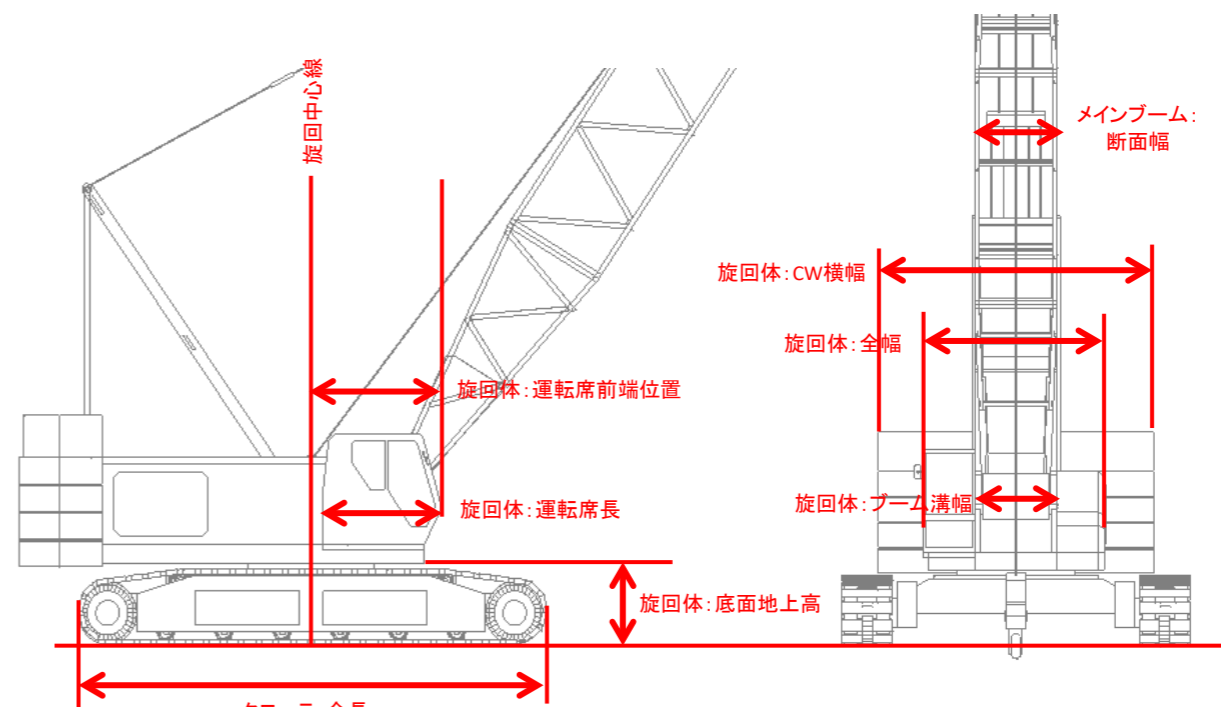 旋回中心線
メインブーム：
断面幅
旋回体：CW横幅
旋回体：全幅
旋回体：運転席前端位置
旋回体：ブーム溝幅
旋回体：運転席長
旋回体：底面地上高